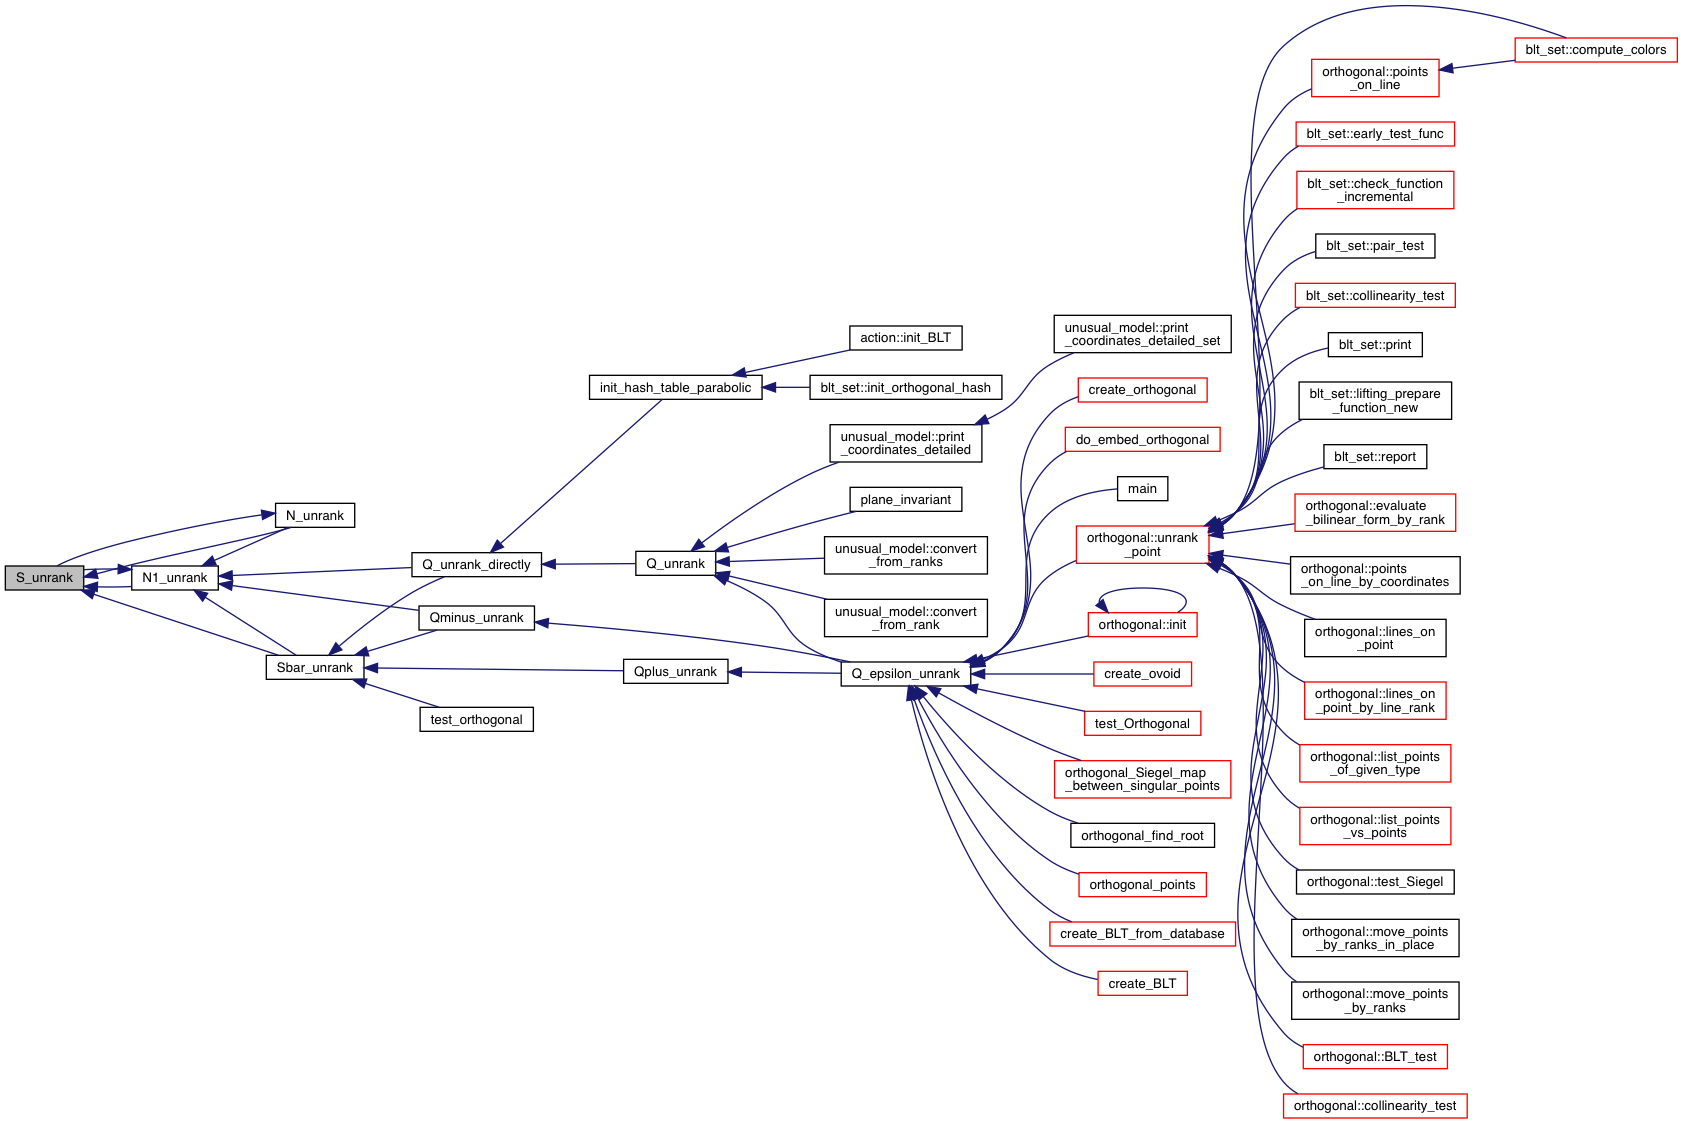 S_unrank
N_unrank
N1_unrank
Sbar_unrank
Q_unrank_directly
Qminus_unrank
test_orthogonal
init_hash_table_parabolic
Q_unrank
Qplus_unrank
action::init_BLT
blt_set::init_orthogonal_hash
unusual_model::print
_coordinates_detailed
plane_invariant
unusual_model::convert
_from_ranks
unusual_model::convert
_from_rank
Q_epsilon_unrank
unusual_model::print
_coordinates_detailed_set
create_orthogonal
do_embed_orthogonal
main
orthogonal::unrank
_point
orthogonal::init
create_ovoid
test_Orthogonal
orthogonal_Siegel_map
_between_singular_points
orthogonal_find_root
orthogonal_points
create_BLT_from_database
create_BLT
orthogonal::points
_on_line
blt_set::compute_colors
blt_set::early_test_func
blt_set::check_function
_incremental
blt_set::pair_test
blt_set::collinearity_test
blt_set::print
blt_set::lifting_prepare
_function_new
blt_set::report
orthogonal::evaluate
_bilinear_form_by_rank
orthogonal::points
_on_line_by_coordinates
orthogonal::lines_on
_point
orthogonal::lines_on
_point_by_line_rank
orthogonal::list_points
_of_given_type
orthogonal::list_points
_vs_points
orthogonal::test_Siegel
orthogonal::move_points
_by_ranks_in_place
orthogonal::move_points
_by_ranks
orthogonal::BLT_test
orthogonal::collinearity_test